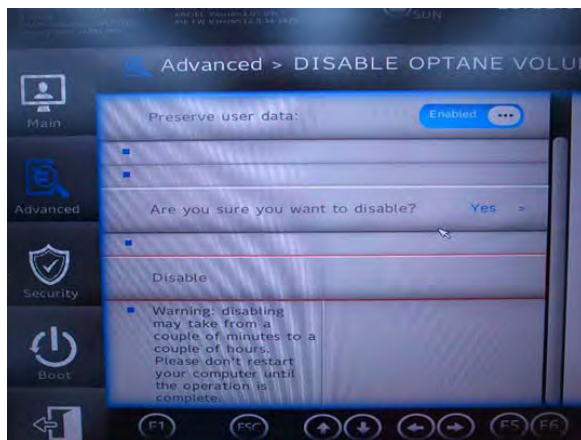 SUN
Advanced > DISABLE OPTANE VOLU
Main
Preserve user data:
Enabled
Advanced
Are you sure you want to disable?
Yes >
Security
Disable
Warning: disabling
may take from a
couple of minutes to a
couple of hours.
Please don't restart
your computer until
the operation is
complete.
Boot
F1
ESC
F5
F6